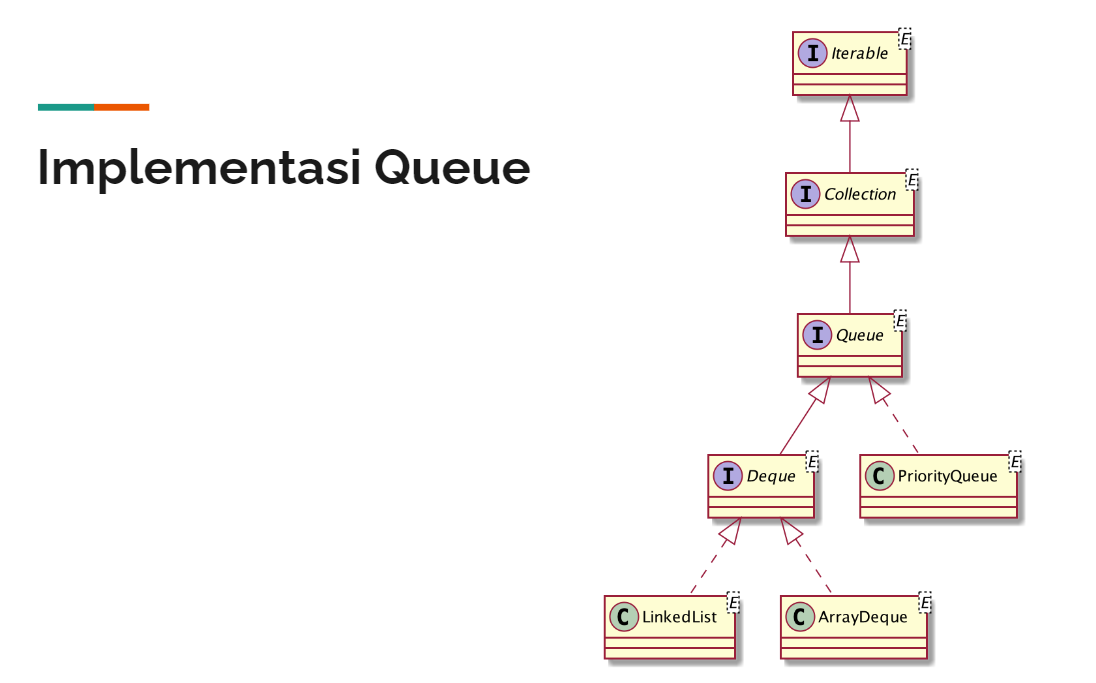 Implementasi Queue
I Iterable E
I Collection E
I Queue E
I Deque E
C PriorityQueue E
C LinkedList E
C ArrayDeque E